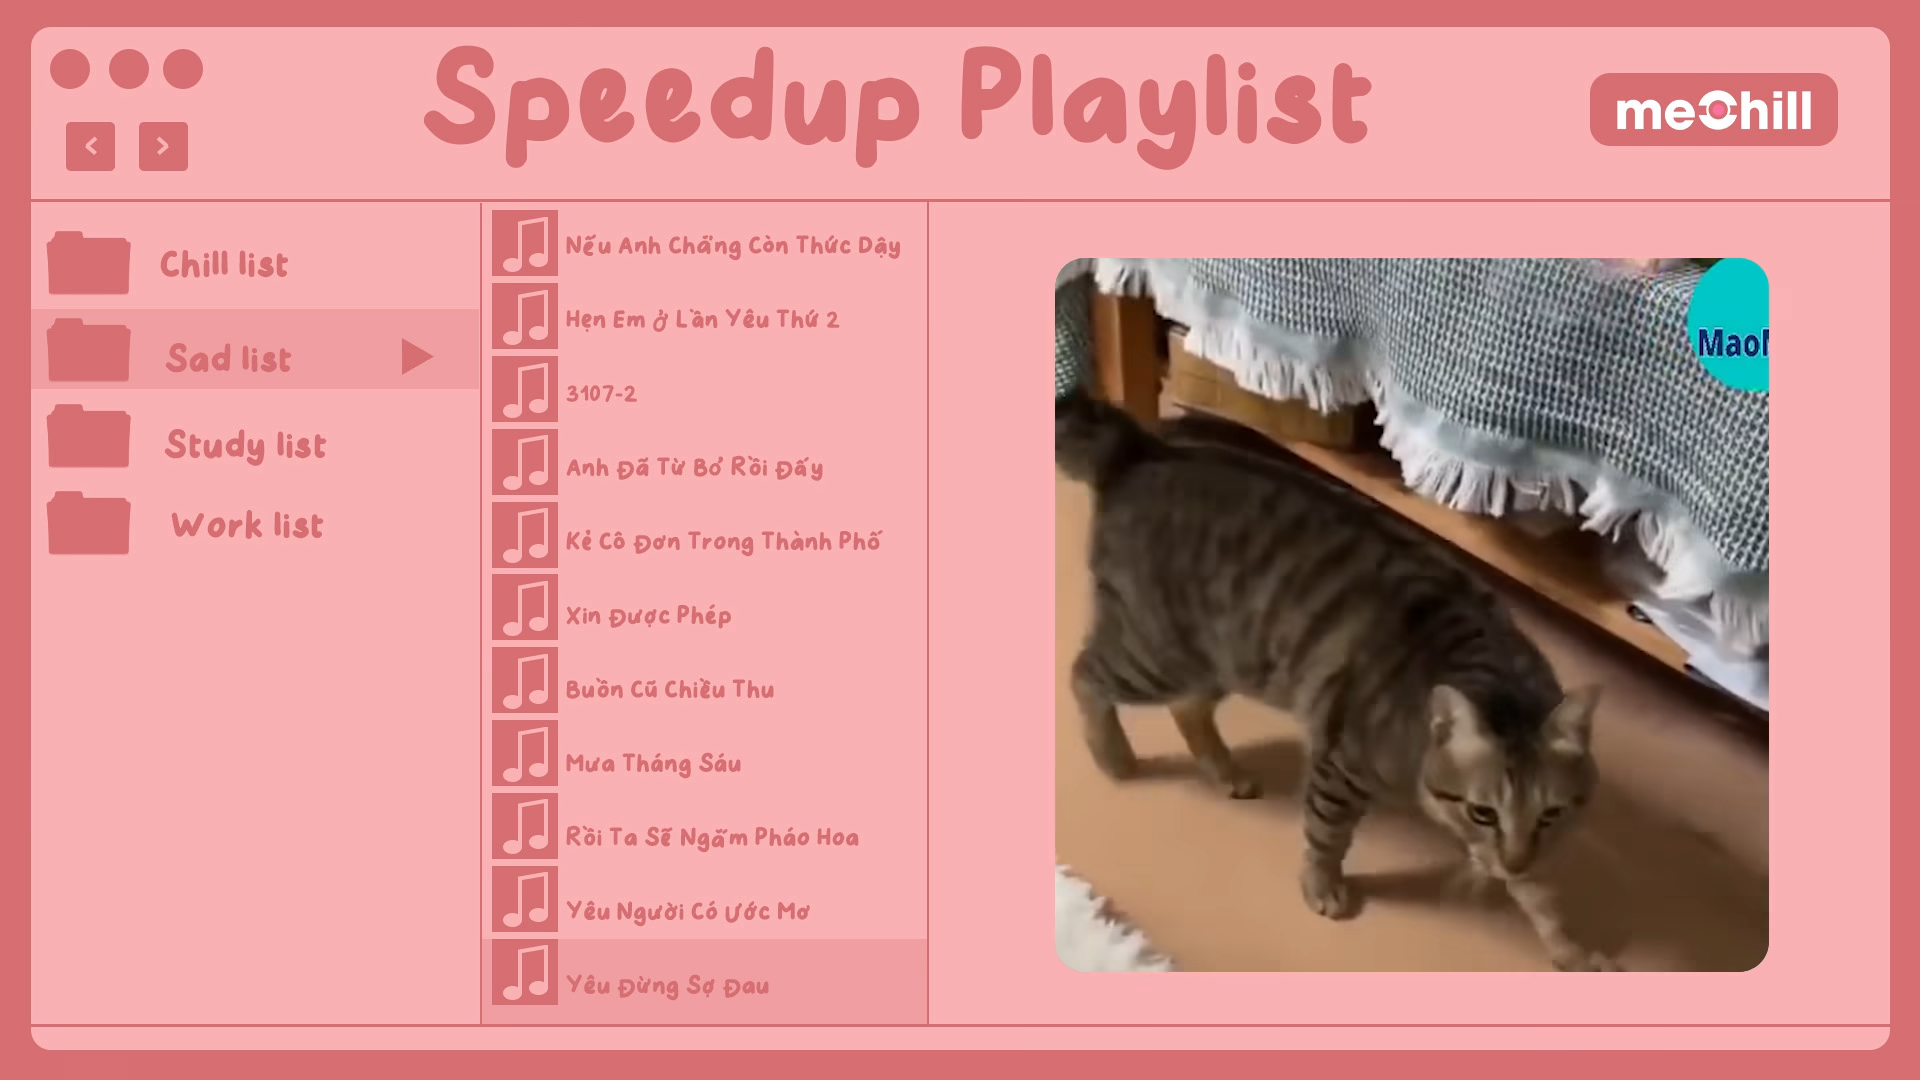 Speedup Playlist
mechill
Chill list
Sad list
Study list
Work list
Nếu Anh Chẳng Còn Thức Dậy
Hẹn Em ở Lần Yêu Thứ 2
3107-2
Anh Đã Từ Bỏ Rồi Đấy
Kẻ Cô Đơn Trong Thành Phố
Xin Được Phép
Buồn Cũ Chiều Thu
Mưa Tháng Sáu
Rồi Ta Sẽ Ngắm Pháo Hoa
Yêu Người Có Ước Mơ
Yêu Đừng Sợ Đau